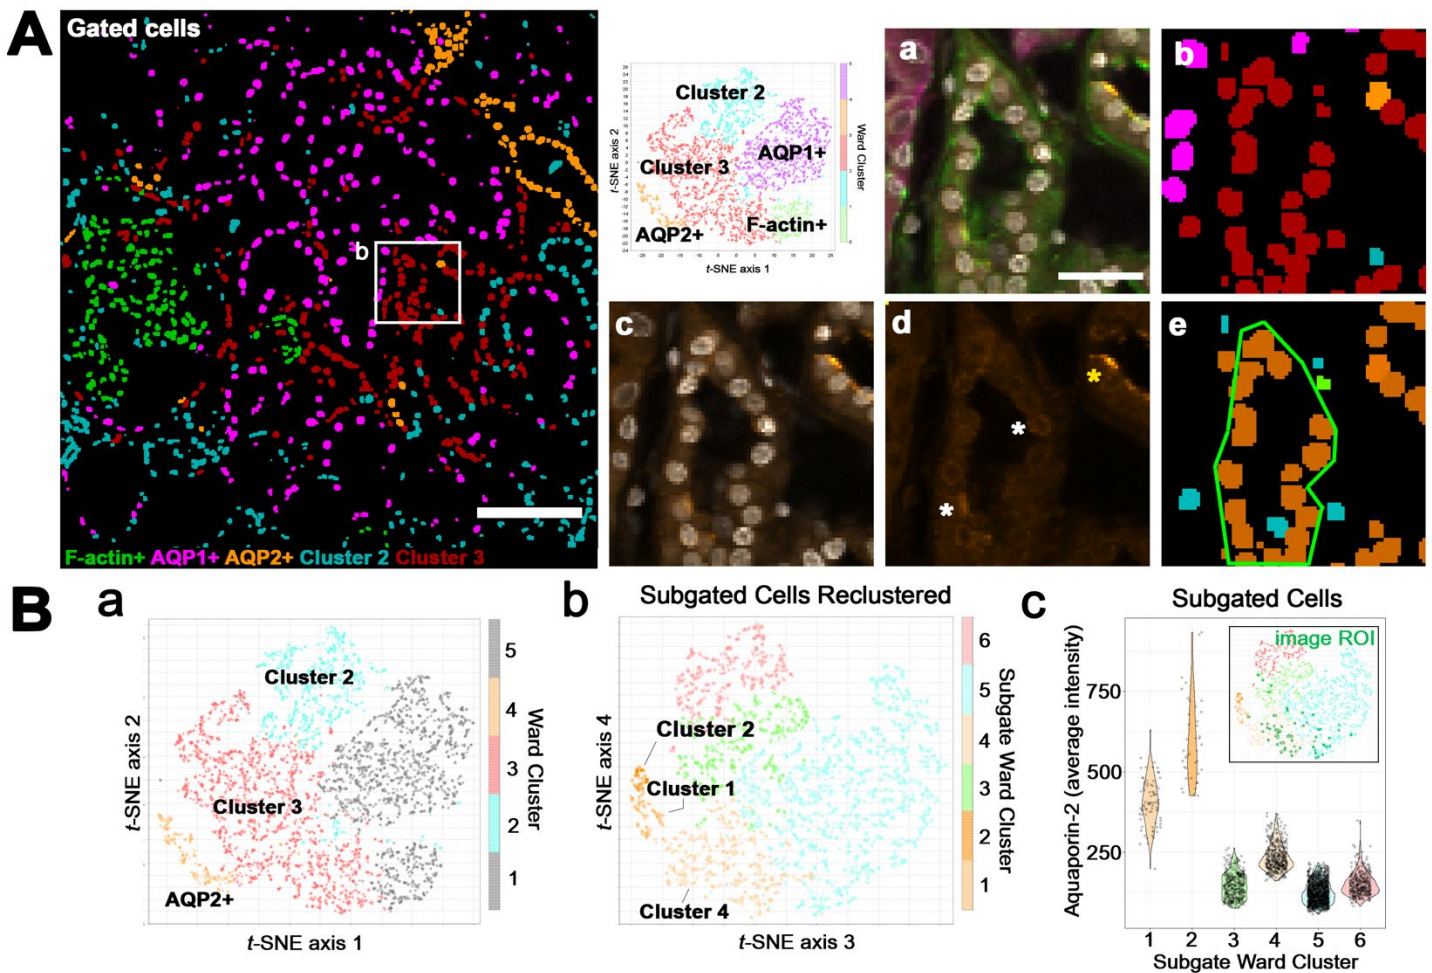 A
Gated cells
b
F-actin+ AQP1+ AQP2+ Cluster 2 Cluster 3
Cluster 2
AQP1+
Cluster 3
F-actin+
AQP2+
t-SNE axis 2
t-SNE axis 1
Ward Cluster
a
b
c
d
*
*
*
e
B
a
Cluster 2
Cluster 3
AQP2+
t-SNE axis 2
t-SNE axis 1
5
4
3
2
1
Ward Cluster
b
Subgated Cells Reclustered
Cluster 2
Cluster 1
Cluster 4
t-SNE axis 4
t-SNE axis 3
6
5
4
3
2
1
Subgate Ward Cluster
c
Subgated Cells
image ROI
Aquaporin-2 (average intensity)
750
500
250
1 2 3 4 5 6
Subgate Ward Cluster